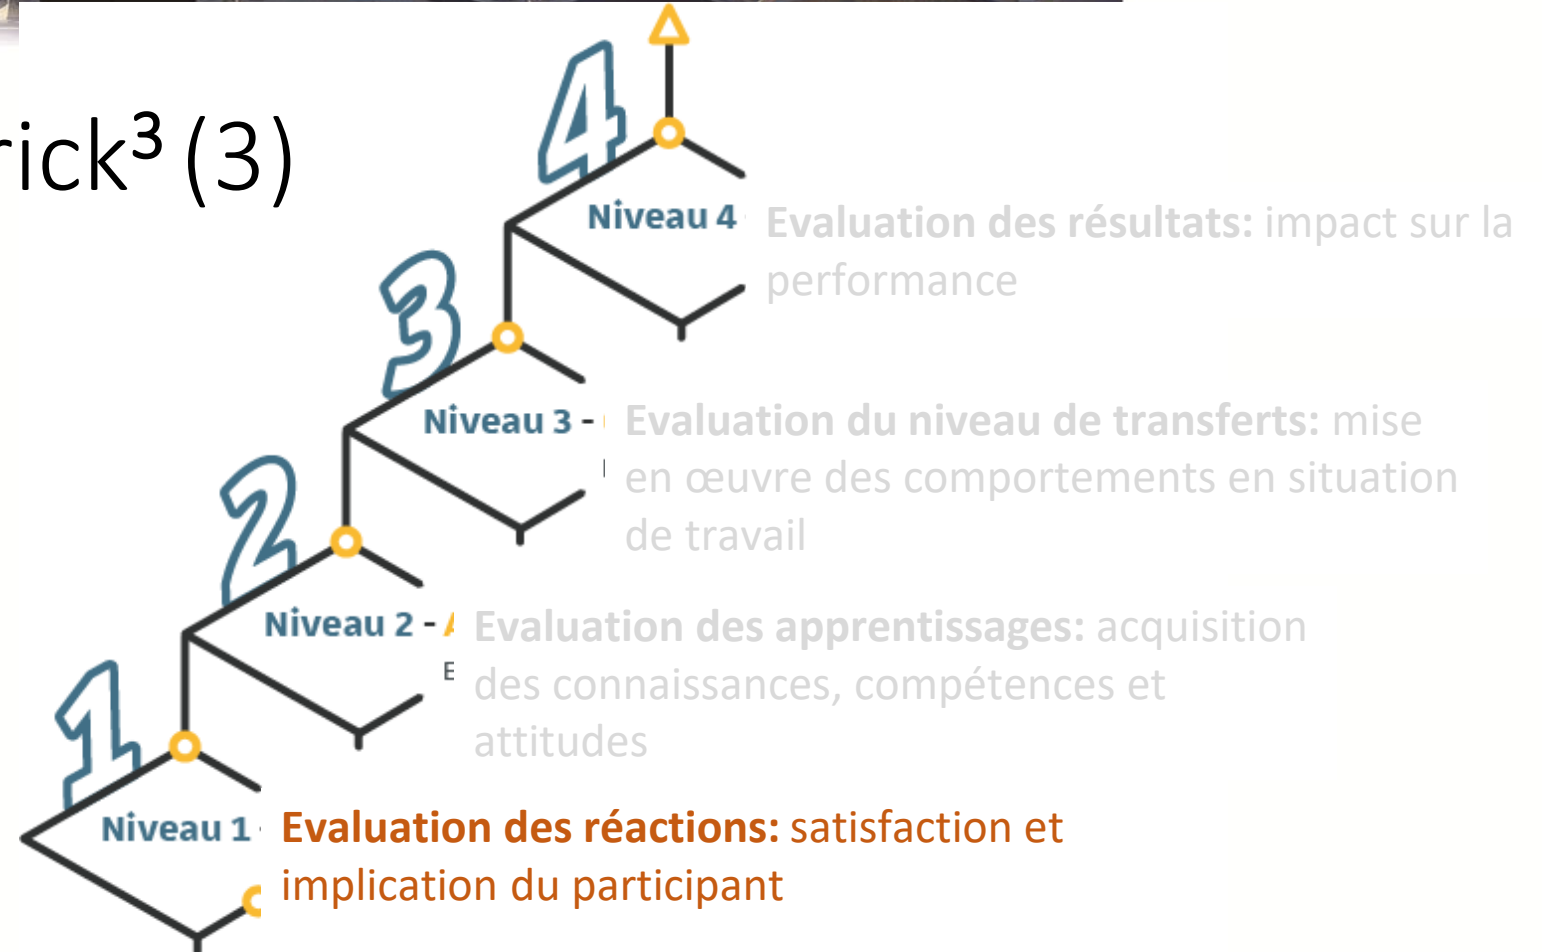 rick³ (3)
4
Niveau 4
Evaluation des résultats: impact sur la
performance
3
Niveau 3 -
Evaluation du niveau de transferts: mise
en œuvre des comportements en situation
de travail
2
Niveau 2 -
Evaluation des apprentissages: acquisition
E
des connaissances, compétences et
attitudes
1
Niveau 1 -
Evaluation des réactions: satisfaction et
implication du participant